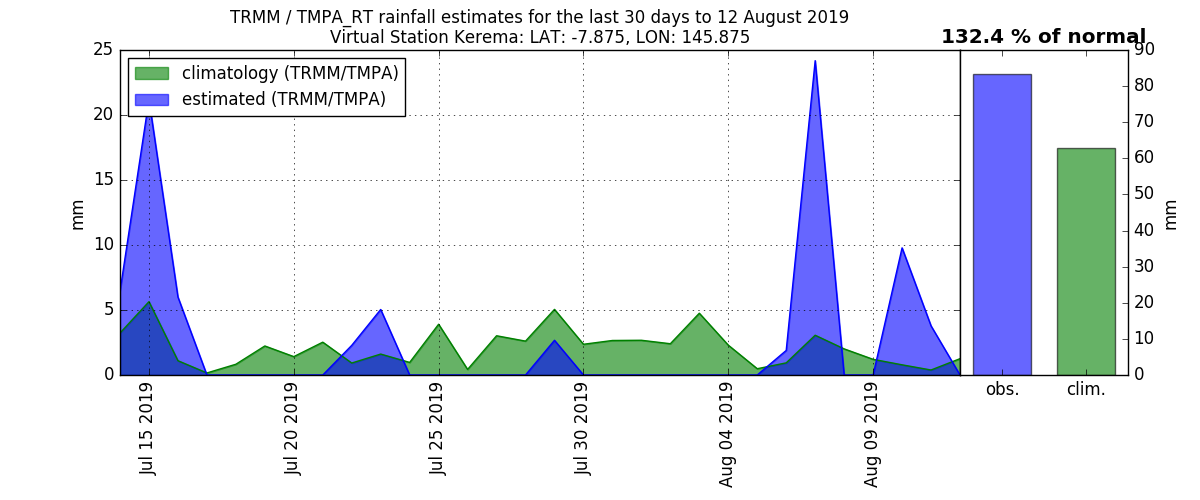 TRMM / TMPA_RT rainfall estimates for the last 30 days to 12 August 2019
Virtual Station Kerema: LAT: -7.875, LON: 145.875
132.4 % of normal
climatology (TRMM/TMPA)
estimated (TRMM/TMPA)
mm
25
20
15
10
5
0
Jul 15 2019
Jul 20 2019
Jul 25 2019
Jul 30 2019
Aug 04 2019
Aug 09 2019
obs.
clim.
90
80
70
60
50
40
30
20
10
0
mm